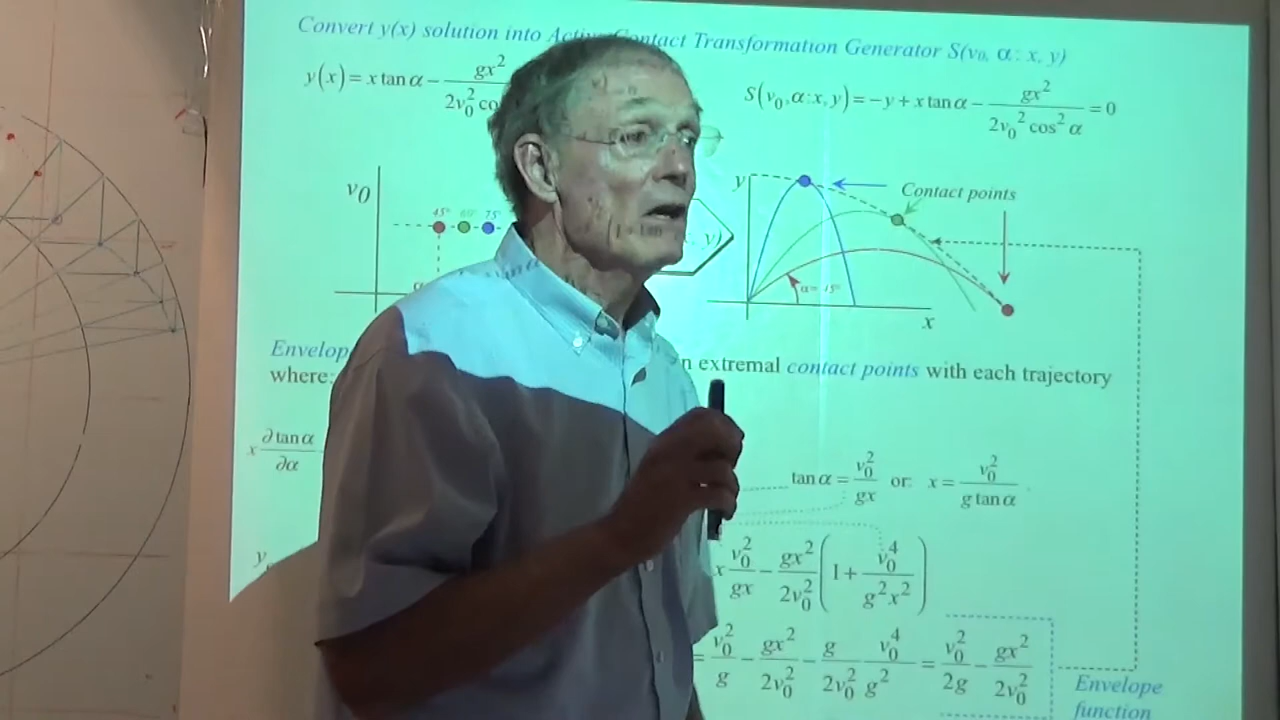 Convert y(x) solution into Active Contact Transformation Generator S(v₀, α : x, y)
y(x) = x tan α − gx² / 2v₀² co
S(v₀, α : x, y) = −y + x tan α − gx² / 2v₀² cos² α = 0
v₀
45° 60° 75°
y
Contact points
α = 45°
x
Envelop
n extremal contact points with each trajectory
where:
x ∂ tan α / ∂α
tan α = v₀² / gx or: x = v₀² / g tan α
y
x v₀² / gx − gx² / 2v₀² (1 + v₀⁴ / g²x²)
= v₀² / g − gx² / 2v₀² − g / 2v₀² v₀⁴ / g² = v₀² / 2g − gx² / 2v₀²
Envelope
function